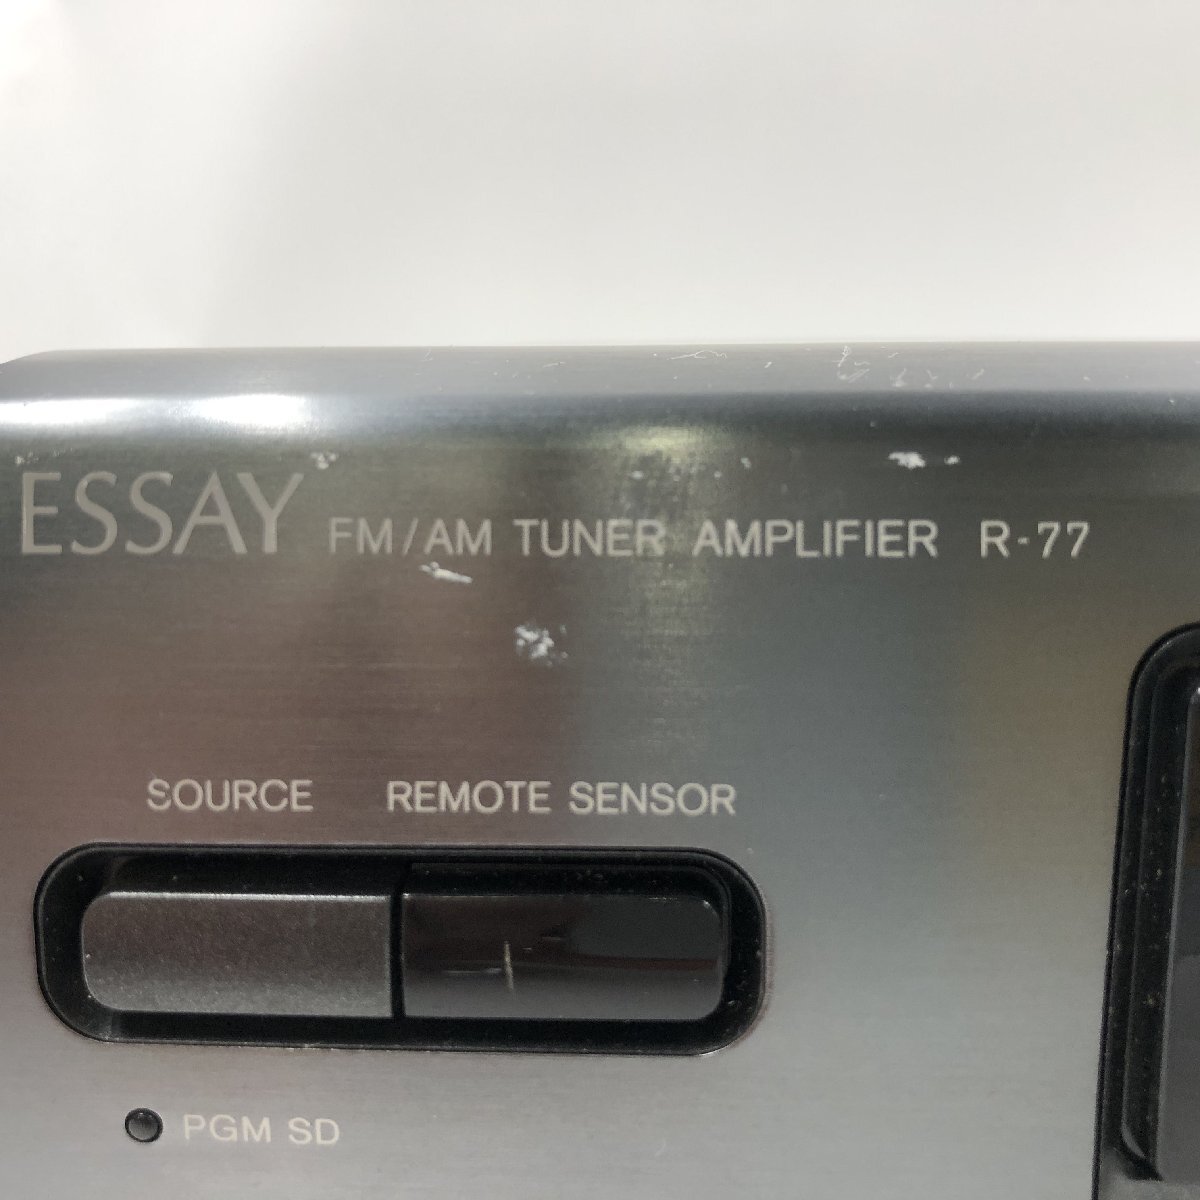 ESSAY FM/AM TUNER AMPLIFIER R-77
SOURCE REMOTE SENSOR
PGM SD